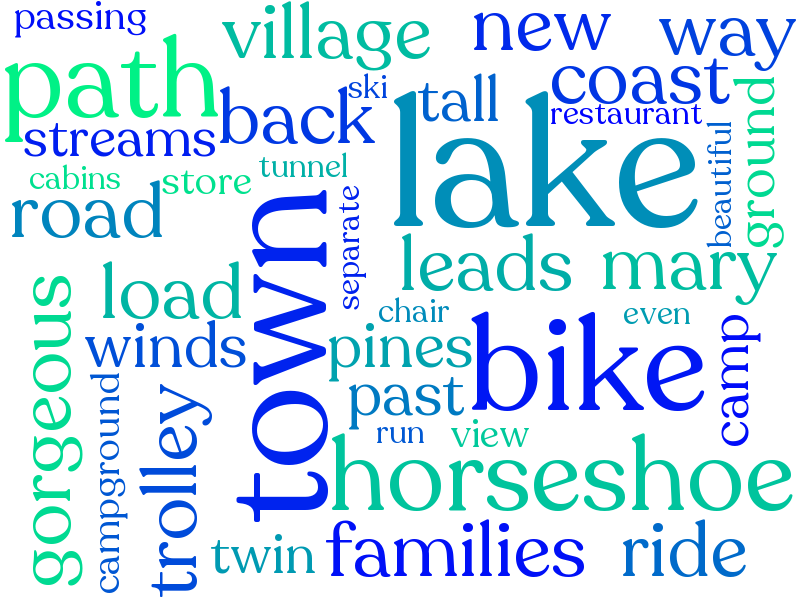 passing
village
new
way
path
ski
tall
coast
back
restaurant
streams
lake
beautiful
ground
tunnel
cabins
store
road
town
separate
leads
mary
load
gorgeous
chair
even
winds
pines
bike
camp
past
campground
trolley
run
view
horseshoe
twin
families
ride